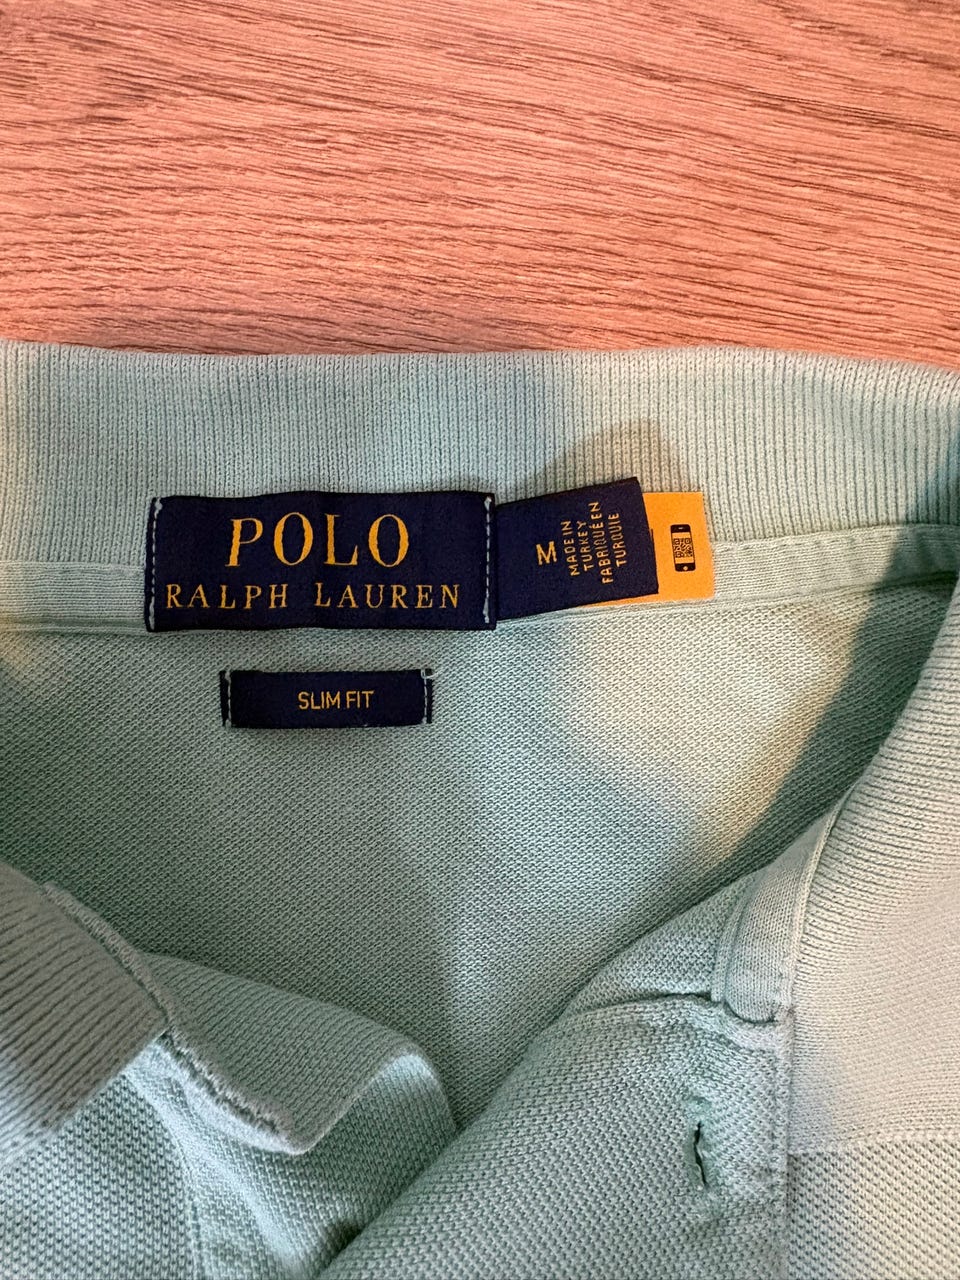 POLO
RALPH LAUREN
M
MADE IN
TURKEY
FABRIQUÉ EN
TURQUIE
SLIM FIT